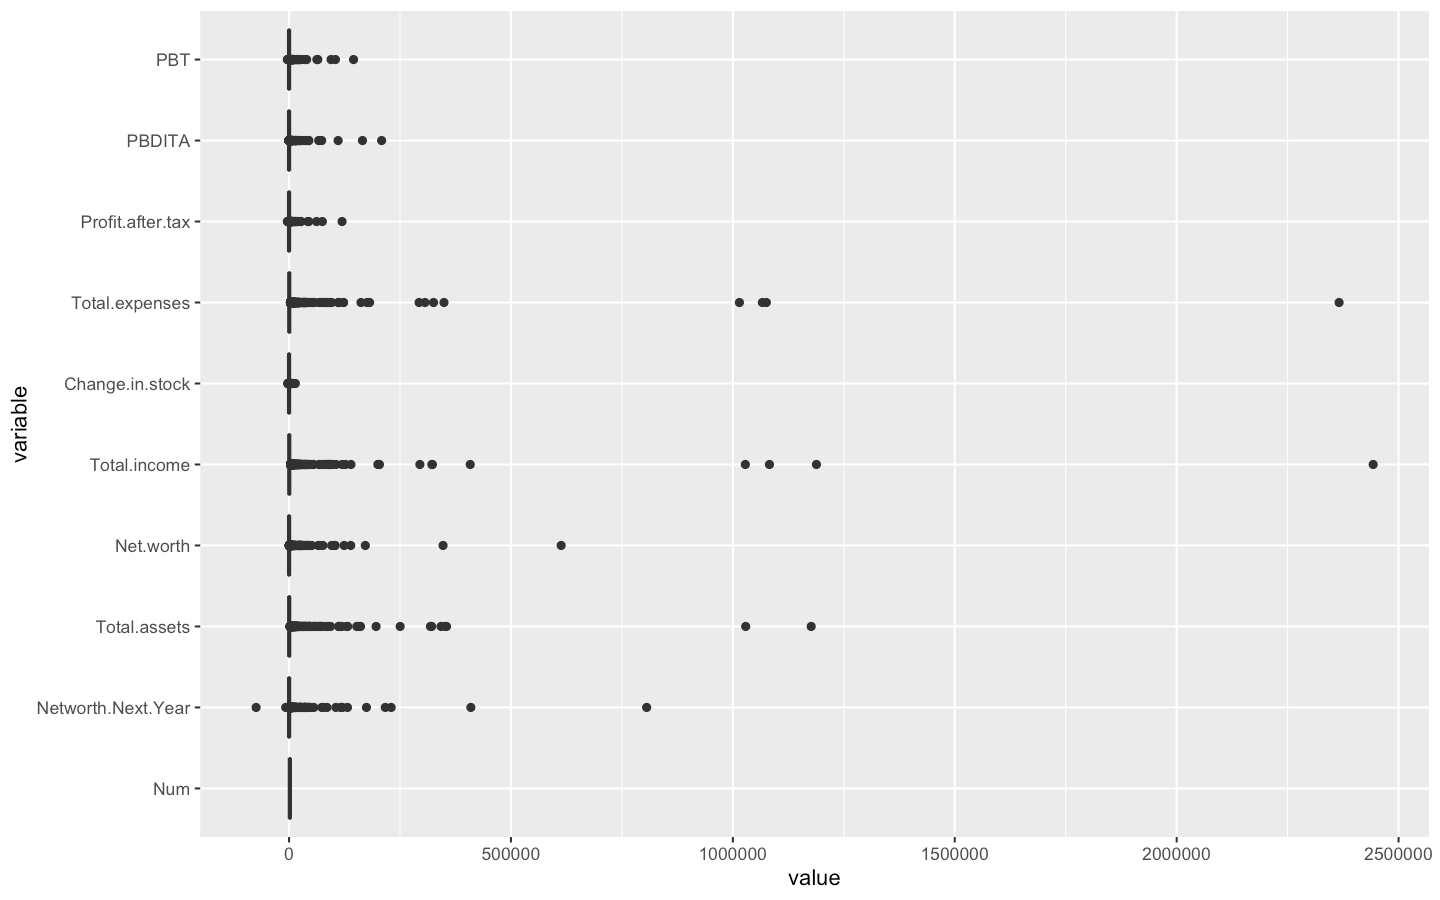 PBT
PBDITA
Profit.after.tax
Total.expenses
Change.in.stock
Total.income
Net.worth
Total.assets
Networth.Next.Year
Num
variable
0 500000 1000000 1500000 2000000 2500000
value